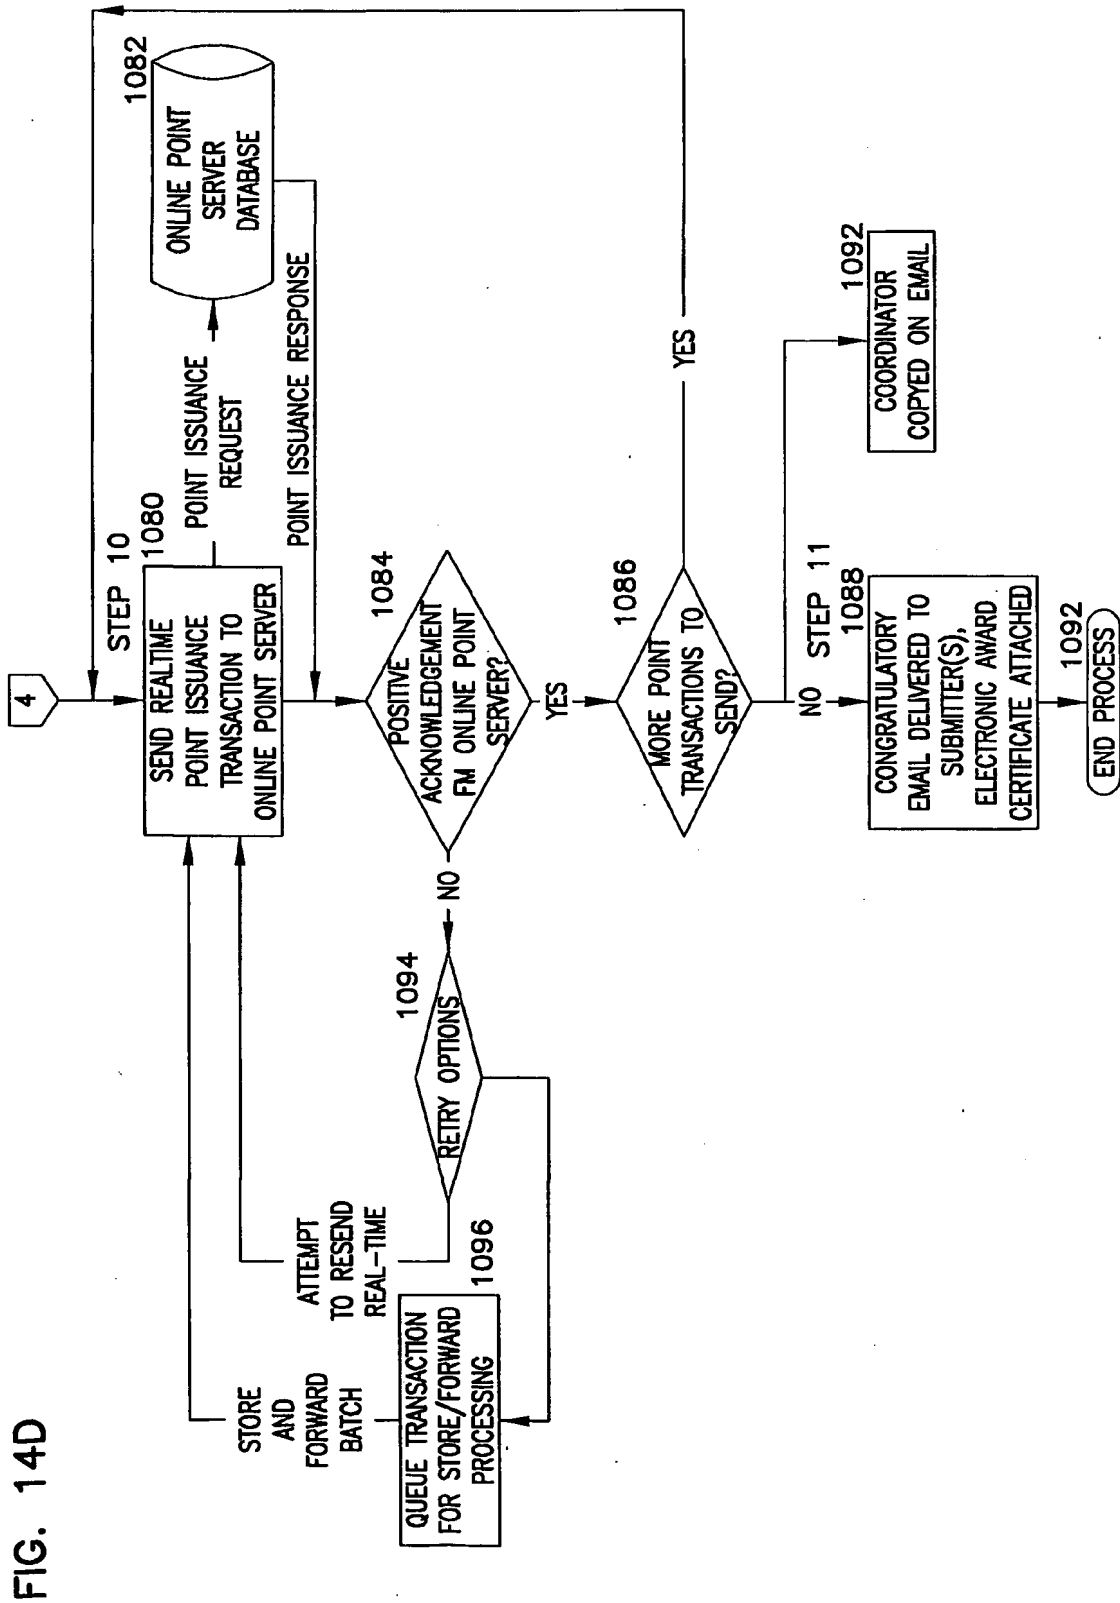 FIG. 14D
4
STEP 10
1080
SEND REALTIME
POINT ISSUANCE
TRANSACTION TO
ONLINE POINT SERVER
POINT ISSUANCE
REQUEST
1082
ONLINE POINT
SERVER
DATABASE
POINT ISSUANCE RESPONSE
1084
POSITIVE
ACKNOWLEDGEMENT
FM ONLINE POINT
SERVER?
NO
YES
1094
RETRY OPTIONS
ATTEMPT
TO RESEND
REAL-TIME
STORE
AND
FORWARD
BATCH
1096
QUEUE TRANSACTION
FOR STORE/FORWARD
PROCESSING
1086
MORE POINT
TRANSACTIONS TO
SEND?
YES
NO
STEP 11
1088
CONGRATULATORY
EMAIL DELIVERED TO
SUBMITTER(S),
ELECTRONIC AWARD
CERTIFICATE ATTACHED
1092
COORDINATOR
COPYED ON EMAIL
1092
END PROCESS